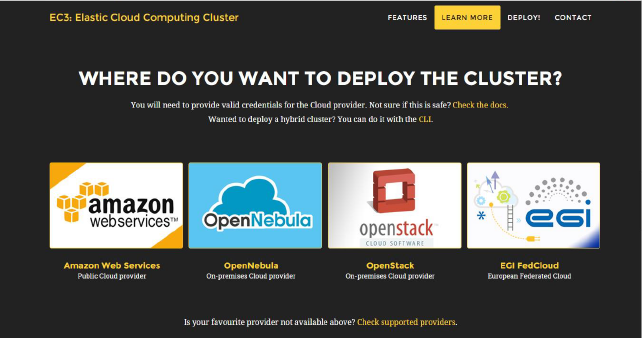 EC3: Elastic Cloud Computing Cluster
FEATURES
LEARN MORE
DEPLOY!
CONTACT
WHERE DO YOU WANT TO DEPLOY THE CLUSTER?
You will need to provide valid credentials for the Cloud provider. Not sure if this is safe? Check the docs.
Wanted to deploy a hybrid cluster? You can do it with the CLI.
amazon
webservices™
OpenNebula
openstack
CLOUD SOFTWARE
eGI
Amazon Web Services
Public Cloud provider
OpenNebula
On-premises Cloud provider
OpenStack
On-premises Cloud provider
EGI FedCloud
European Federated Cloud
Is your favourite provider not available above? Check supported providers.